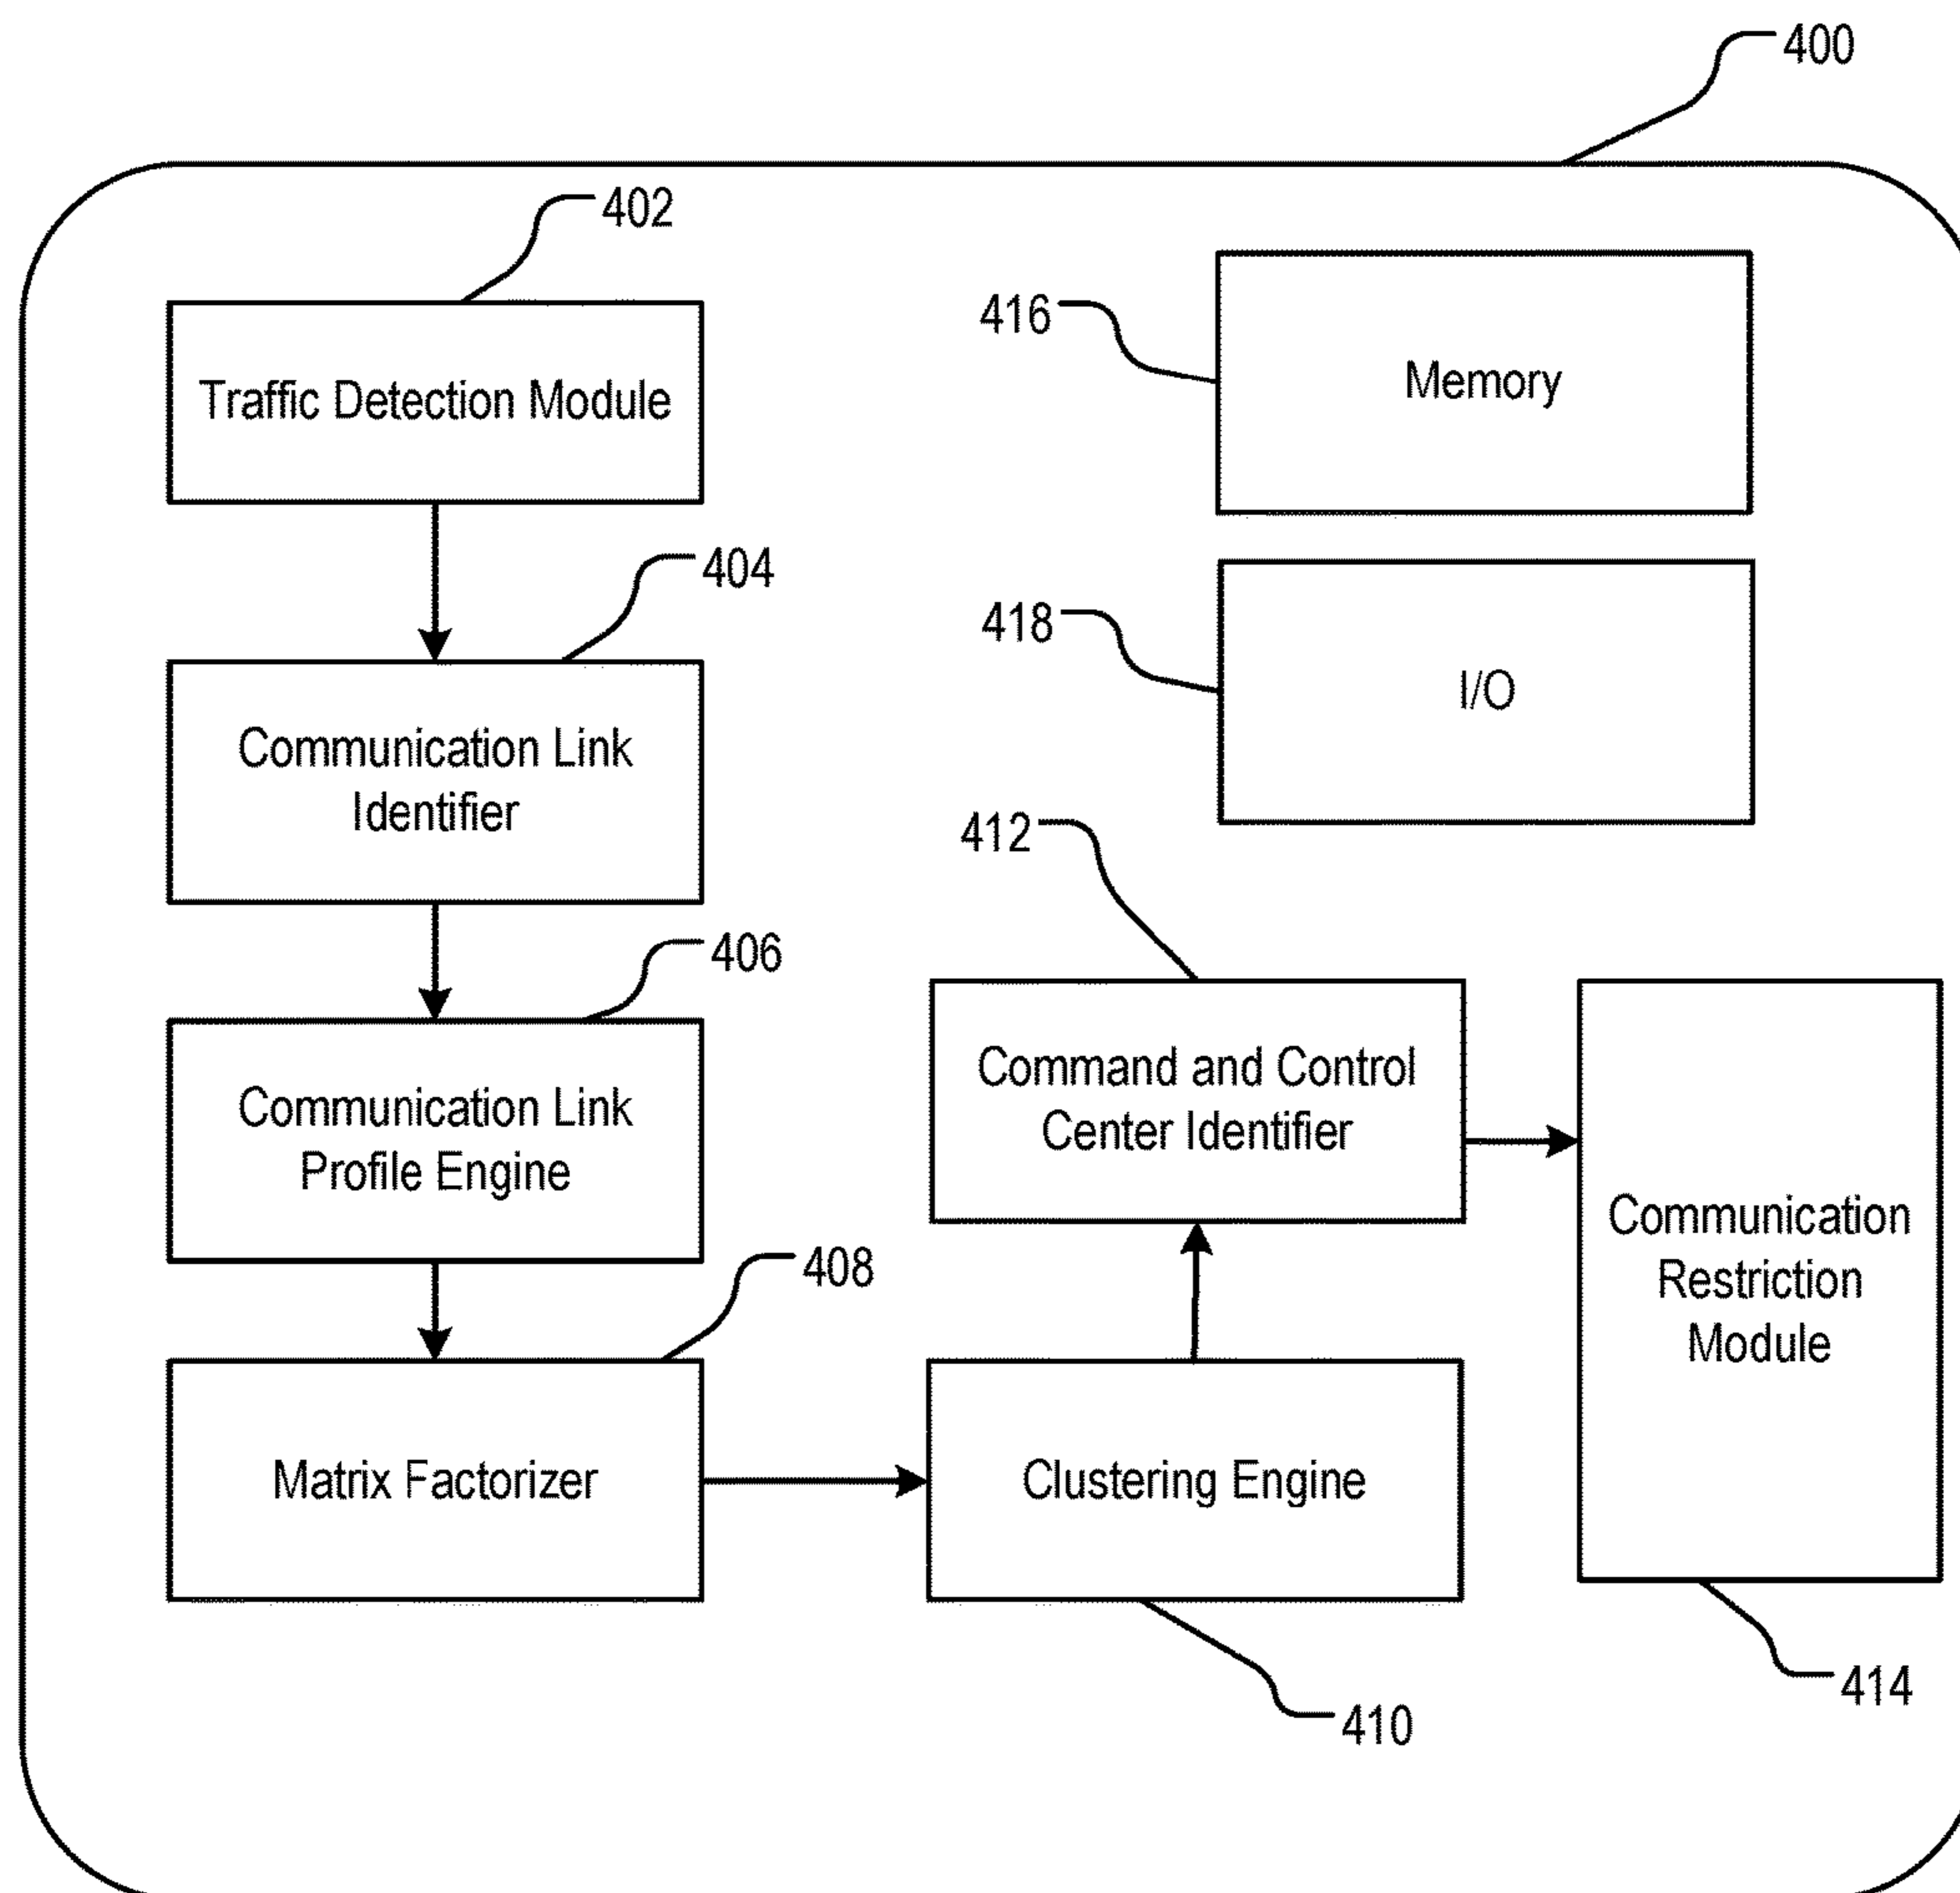 400
402
Traffic Detection Module
416
Memory
404
418
I/O
Communication Link
Identifier
412
406
Communication Link
Profile Engine
Command and Control
Center Identifier
Communication
Restriction
Module
408
Matrix Factorizer
Clustering Engine
414
410